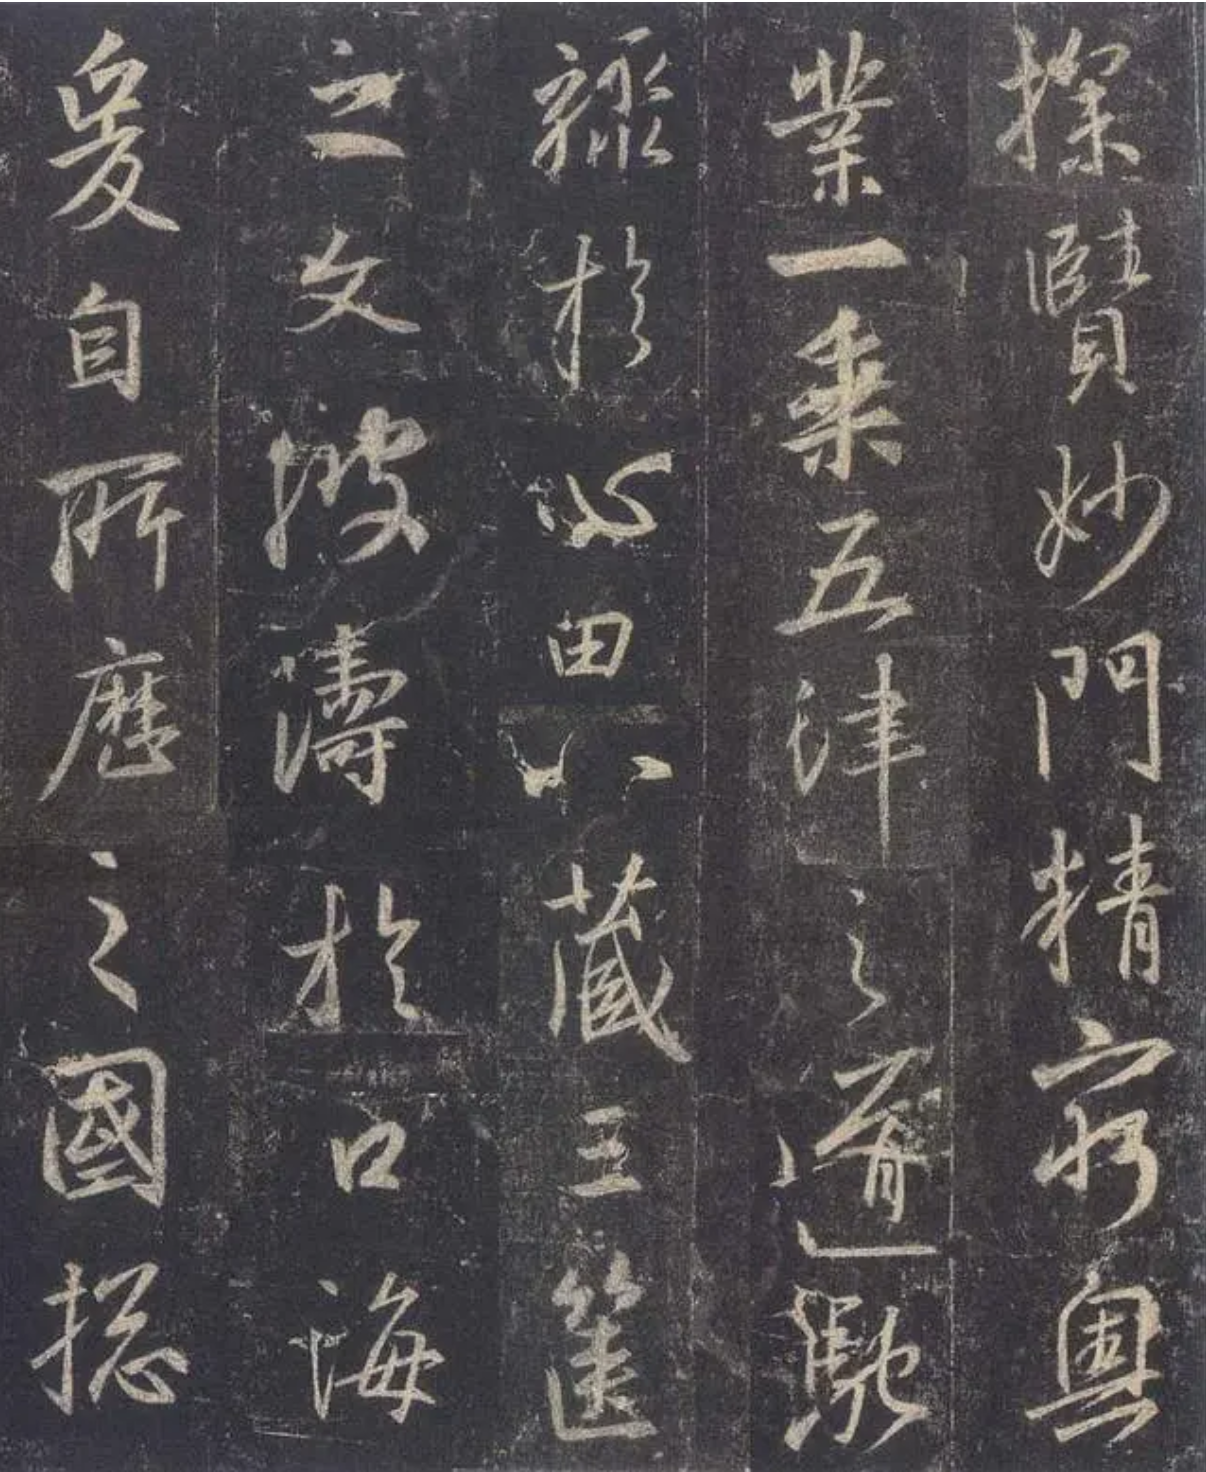 探賾妙門精窮奧
業一乘五律之道馳
驟於心田八藏三篋
之文波濤於口海
爰自所歷之國揔